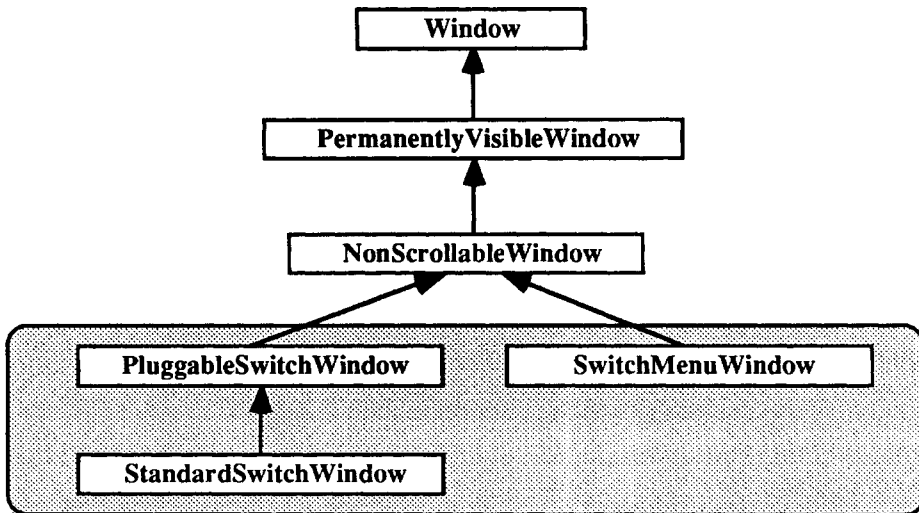 Window
PermanentlyVisibleWindow
NonScrollableWindow
PluggableSwitchWindow
SwitchMenuWindow
StandardSwitchWindow